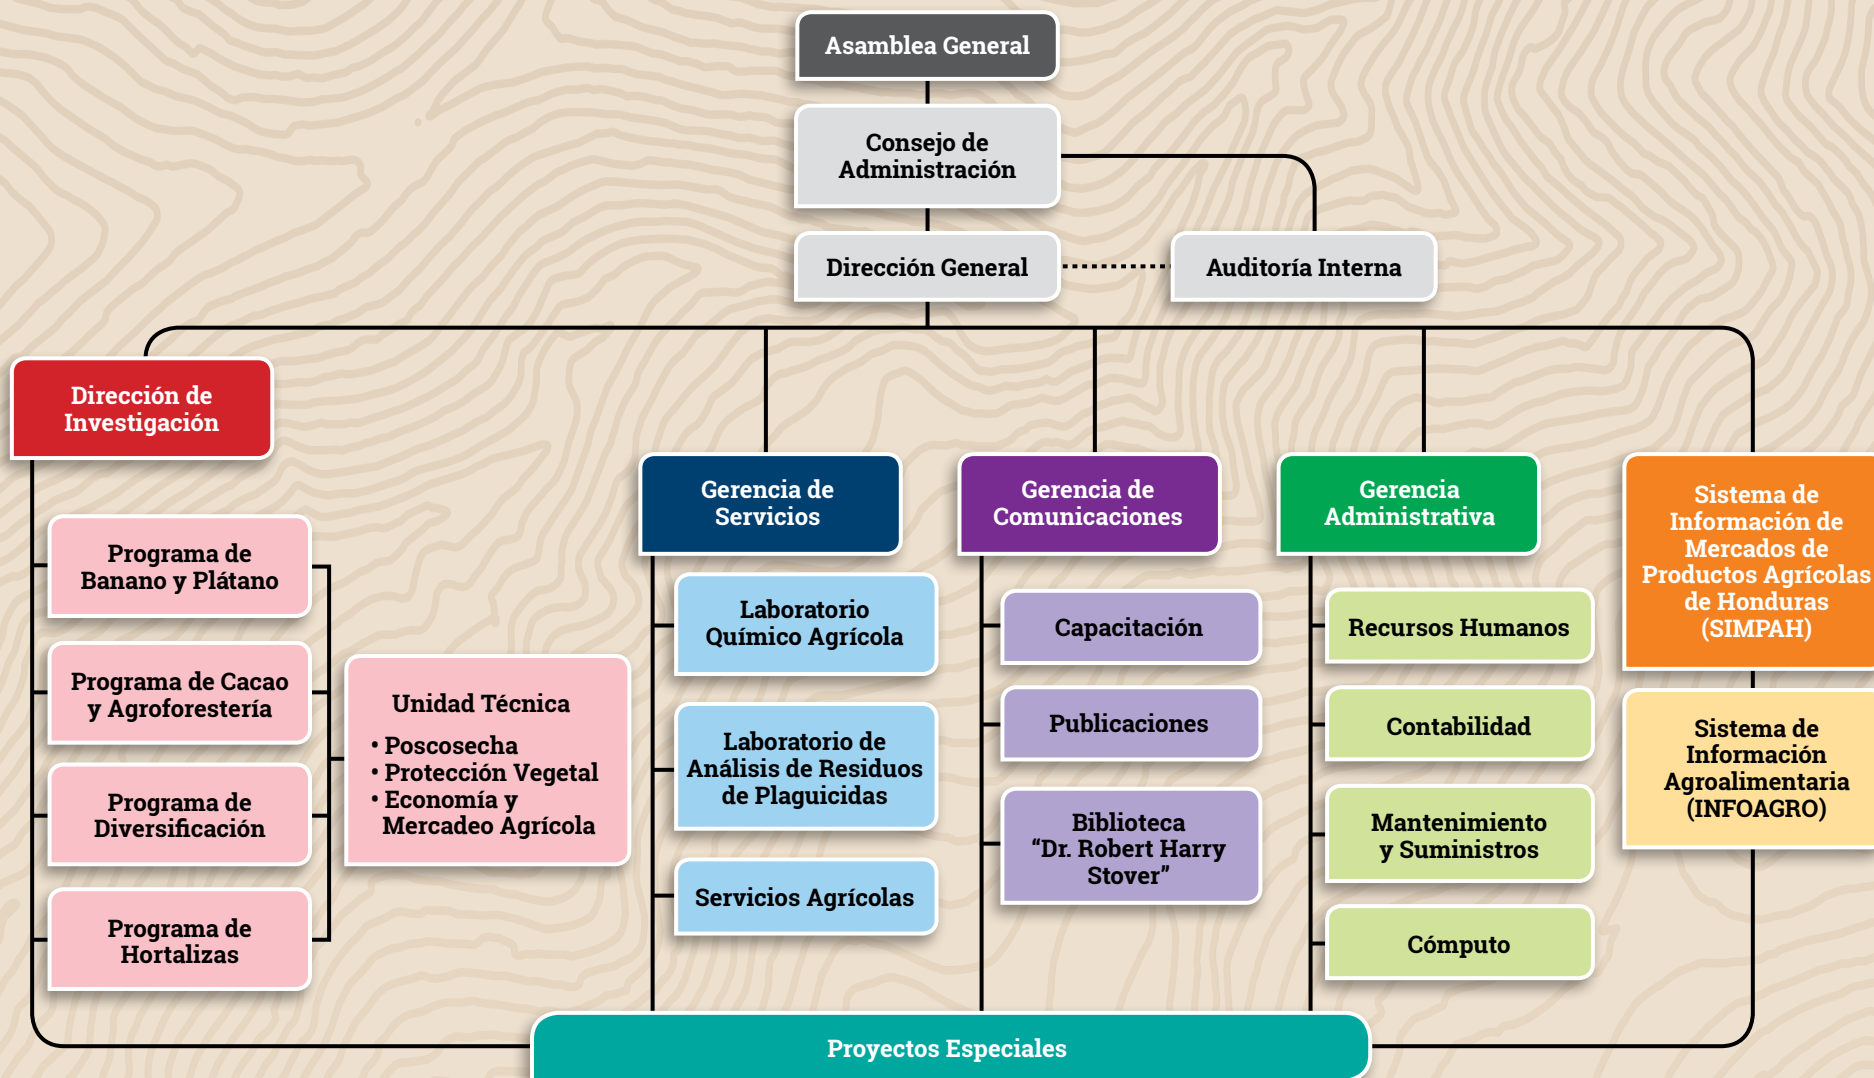 Asamblea General
Consejo de
Administración
Dirección General
Auditoría Interna
Dirección de
Investigación
Programa de
Banano y Plátano
Programa de Cacao
y Agroforestería
Programa de
Diversificación
Programa de
Hortalizas
Unidad Técnica
• Poscosecha
• Protección Vegetal
• Economía y
Mercadeo Agrícola
Gerencia de
Servicios
Laboratorio
Químico Agrícola
Laboratorio de
Análisis de Residuos
de Plaguicidas
Servicios Agrícolas
Gerencia de
Comunicaciones
Capacitación
Publicaciones
Biblioteca
“Dr. Robert Harry
Stover”
Gerencia
Administrativa
Recursos Humanos
Contabilidad
Mantenimiento
y Suministros
Cómputo
Sistema de
Información de
Mercados de
Productos Agrícolas
de Honduras
(SIMPAH)
Sistema de
Información
Agroalimentaria
(INFOAGRO)
Proyectos Especiales